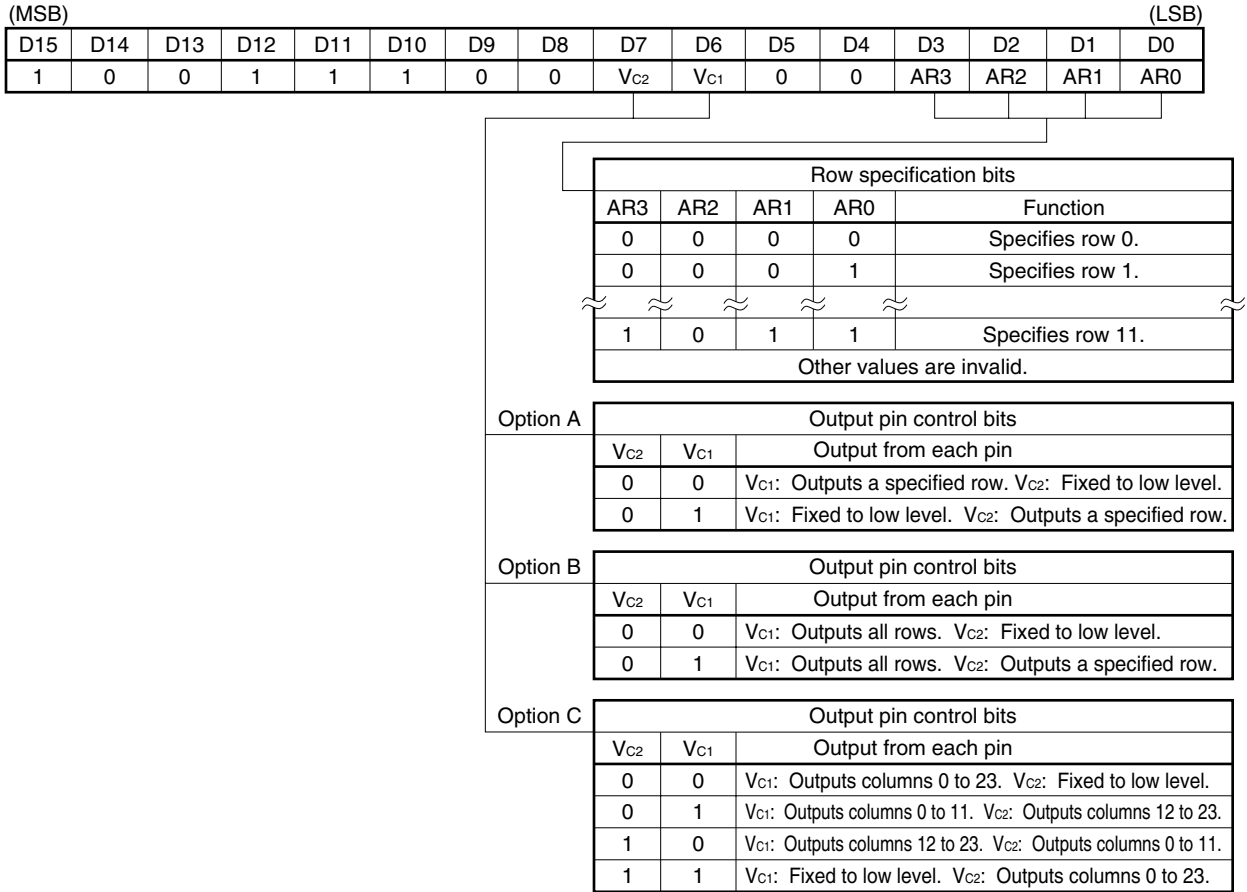 (MSB) (LSB)
D15 D14 D13 D12 D11 D10 D9 D8 D7 D6 D5 D4 D3 D2 D1 D0
1 0 0 1 1 1 0 0 VC2 VC1 0 0 AR3 AR2 AR1 AR0
Row specification bits
AR3 AR2 AR1 AR0 Function
0 0 0 0 Specifies row 0.
0 0 0 1 Specifies row 1.
1 0 1 1 Specifies row 11.
Other values are invalid.
Option A Output pin control bits
VC2 VC1 Output from each pin
0 0 VC1: Outputs a specified row. VC2: Fixed to low level.
0 1 VC1: Fixed to low level. VC2: Outputs a specified row.
Option B Output pin control bits
VC2 VC1 Output from each pin
0 0 VC1: Outputs all rows. VC2: Fixed to low level.
0 1 VC1: Outputs all rows. VC2: Outputs a specified row.
Option C Output pin control bits
VC2 VC1 Output from each pin
0 0 VC1: Outputs columns 0 to 23. VC2: Fixed to low level.
0 1 VC1: Outputs columns 0 to 11. VC2: Outputs columns 12 to 23.
1 0 VC1: Outputs columns 12 to 23. VC2: Outputs columns 0 to 11.
1 1 VC1: Fixed to low level. VC2: Outputs columns 0 to 23.